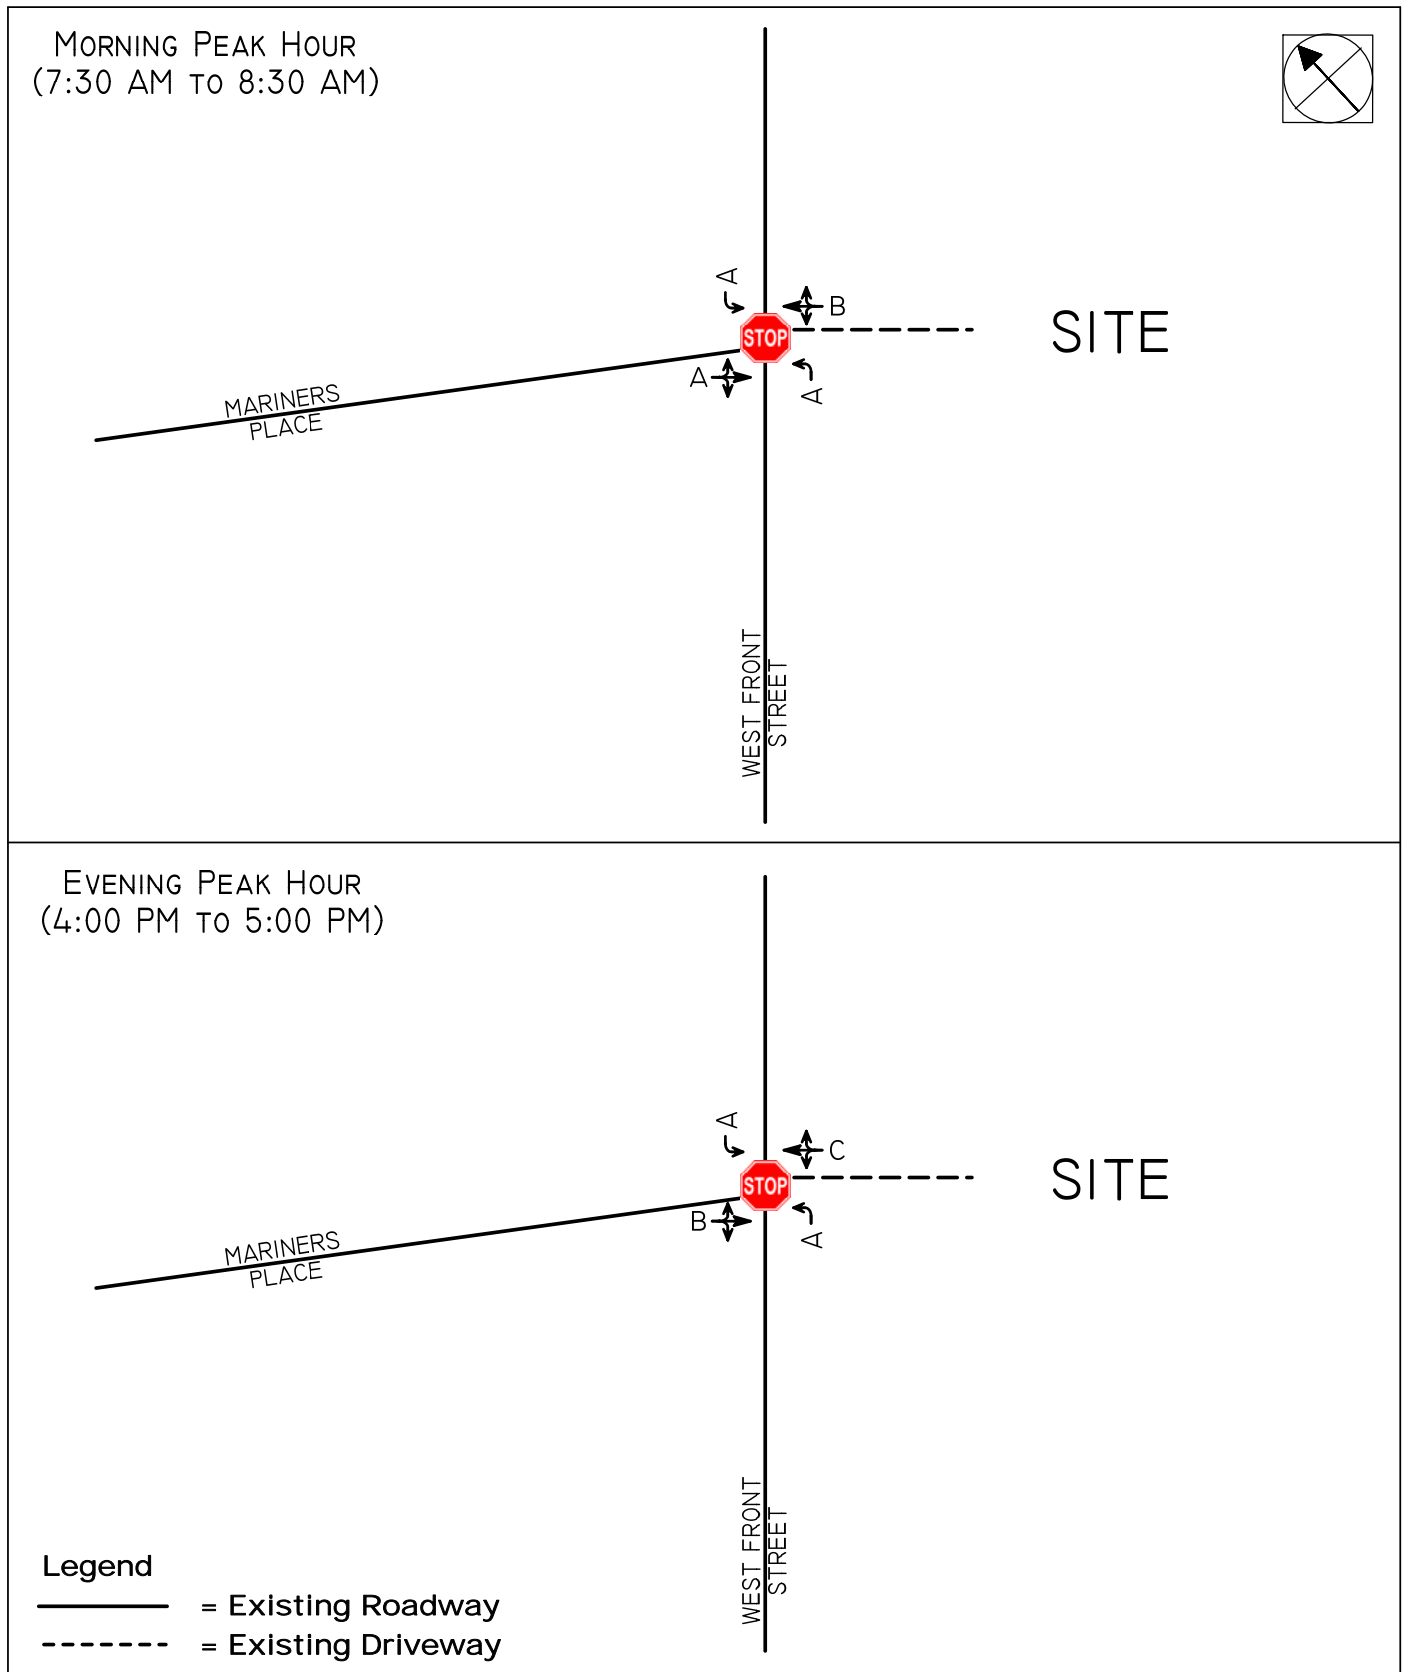 MORNING PEAK HOUR
(7:30 AM TO 8:30 AM)
A
B
STOP
SITE
A
A
MARINERS
PLACE
WEST FRONT
STREET
EVENING PEAK HOUR
(4:00 PM TO 5:00 PM)
A
C
STOP
SITE
B
A
MARINERS
PLACE
WEST FRONT
STREET
Legend
= Existing Roadway
= Existing Driveway